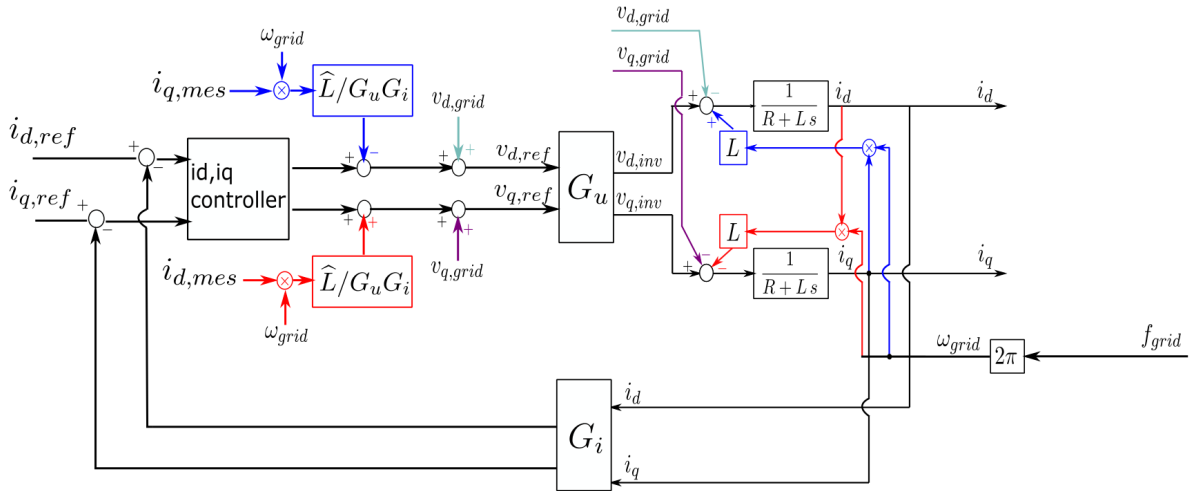 v_{d,grid}
ω_{grid}
v_{q,grid}
i_{q,mes} × L̂/G_uG_i
+ − 1/(R+Ls) i_d i_d
+
v_{d,grid}
i_{d,ref} + −
id,iq
controller
+ − + + v_{d,ref} G_u v_{d,inv} L ×
i_{q,ref} + −
+ + + + v_{q,ref} v_{q,inv} L ×
v_{q,grid}
i_{d,mes} × L̂/G_uG_i
+ − − 1/(R+Ls) i_q i_q
ω_{grid}
ω_{grid} 2π f_{grid}
G_i i_d
i_q